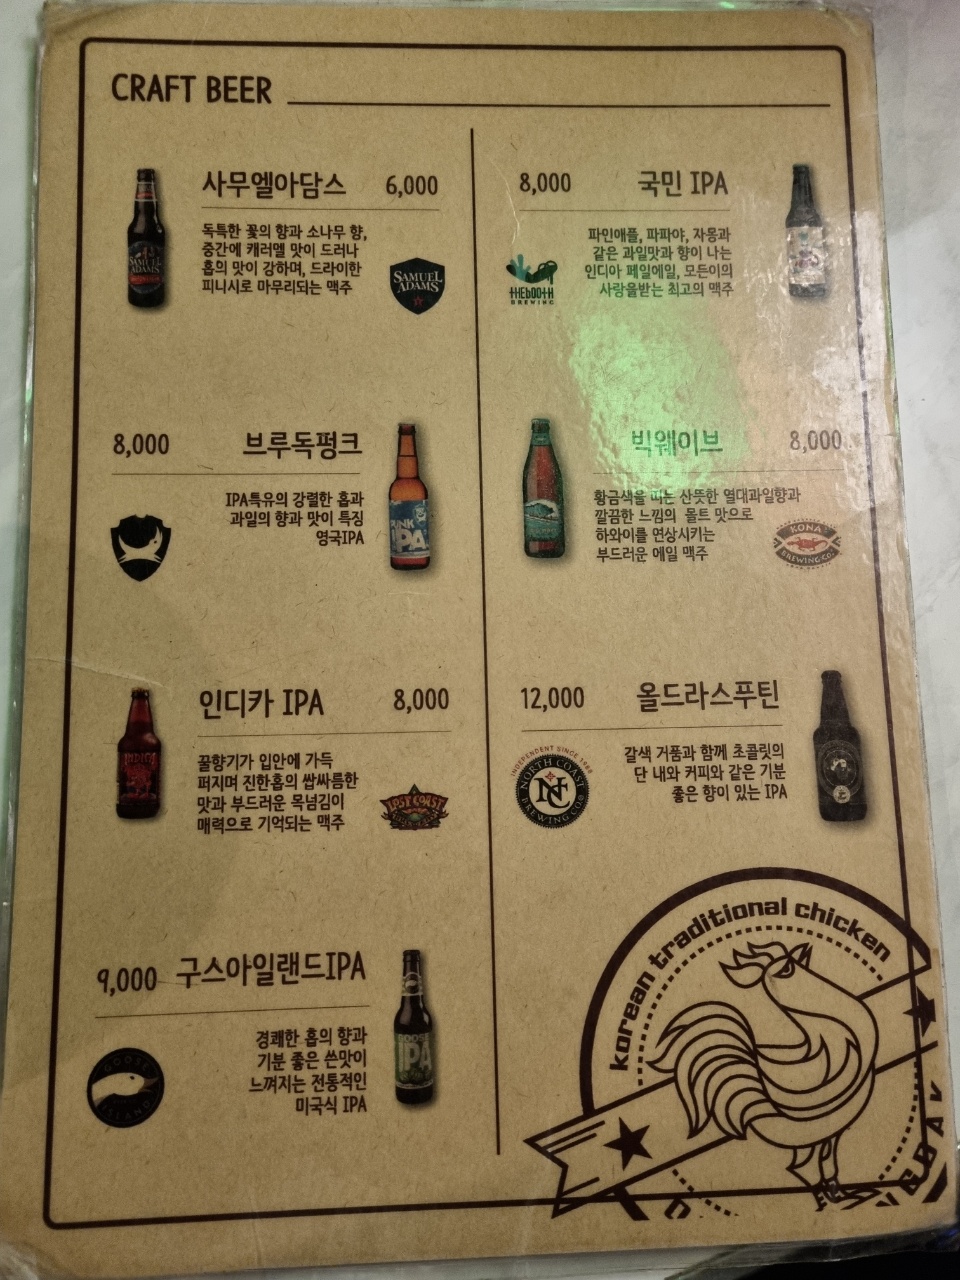 CRAFT BEER
사무엘아담스 6,000
독특한 꽃의 향과 소나무 향,
중간에 캐러멜 맛이 드러나
홉의 맛이 강하며, 드라이한
피니시로 마무리되는 맥주
SAMUEL
ADAMS
SAMUEL
ADAMS
8,000 브루독펑크
IPA특유의 강렬한 홉과
과일의 향과 맛이 특징
영국IPA
PUNK
IPA
인디카 IPA 8,000
꿀향기가 입안에 가득
퍼지며 진한홉의 쌉싸름한
맛과 부드러운 목넘김이
매력으로 기억되는 맥주
INDICA
LOST COAST
9,000 구스아일랜드IPA
경쾌한 홉의 향과
기분 좋은 쓴맛이
느껴지는 전통적인
미국식 IPA
GOOSE
ISLAND
GOOSE
IPA
8,000 국민 IPA
파인애플, 파파야, 자몽과
같은 과일맛과 향이 나는
인디아 페일에일, 모든이의
사랑을받는 최고의 맥주
THEBOOTH
BREWING
빅웨이브 8,000
황금색을 띠는 산뜻한 열대과일향과
깔끔한 느낌의 몰트 맛으로
하와이를 연상시키는
부드러운 에일 맥주
KONA
BREWING CO.
12,000 올드라스푸틴
갈색 거품과 함께 초콜릿의
단 내와 커피와 같은 기분
좋은 향이 있는 IPA
INDEPENDENT SINCE 1988
NORTH COAST
NC
BREWING CO.
korean traditional chicken